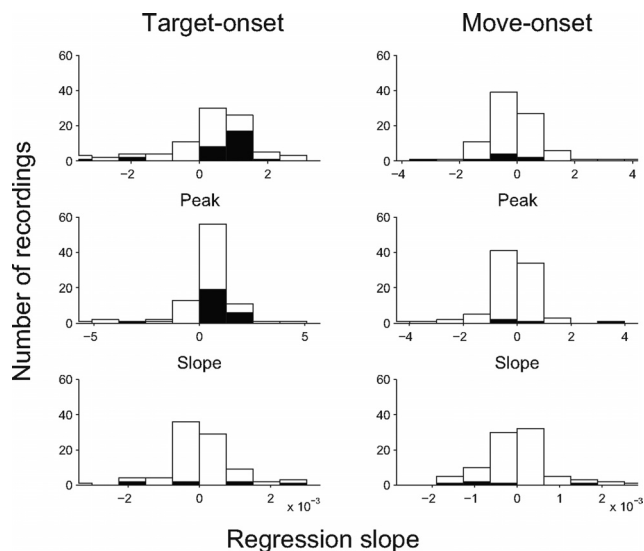 Target-onset Move-onset
Number of recordings
60 60
40 40
20 20
0 0
−2 0 2 −4 −2 0 2 4
Peak Peak
60 60
40 40
20 20
0 0
−5 0 5 −4 −2 0 2 4
Slope Slope
60 60
40 40
20 20
0 0
−2 0 2 −2 −1 0 1 2
x 10⁻³ x 10⁻³
Regression slope